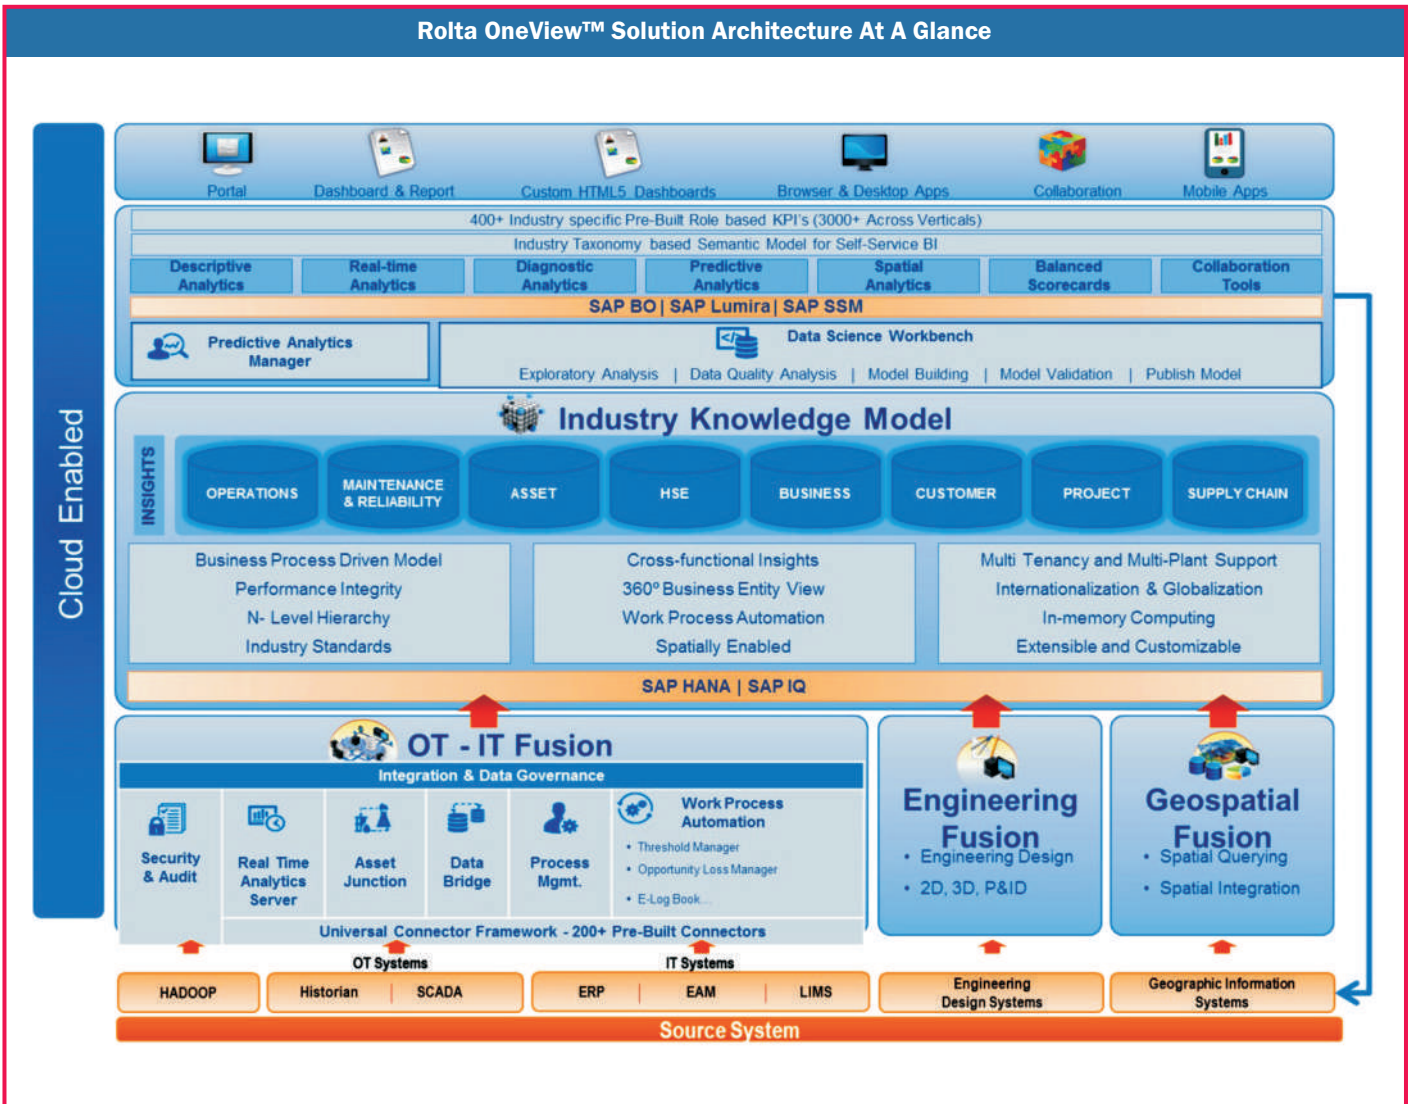 Rolta OneView™ Solution Architecture At A Glance
Cloud Enabled
Portal
Dashboard & Report
Custom HTML5 Dashboards
Browser & Desktop Apps
Collaboration
Mobile Apps
400+ Industry specific Pre-Built Role based KPI's (3000+ Across Verticals)
Industry Taxonomy based Semantic Model for Self-Service BI
Descriptive
Analytics
Real-time
Analytics
Diagnostic
Analytics
Predictive
Analytics
Spatial
Analytics
Balanced
Scorecards
Collaboration
Tools
SAP BO | SAP Lumira | SAP SSM
Predictive Analytics
Manager
Data Science Workbench
Exploratory Analysis | Data Quality Analysis | Model Building | Model Validation | Publish Model
Industry Knowledge Model
INSIGHTS
OPERATIONS
MAINTENANCE
& RELIABILITY
ASSET
HSE
BUSINESS
CUSTOMER
PROJECT
SUPPLY CHAIN
Business Process Driven Model
Performance Integrity
N- Level Hierarchy
Industry Standards
Cross-functional Insights
360º Business Entity View
Work Process Automation
Spatially Enabled
Multi Tenancy and Multi-Plant Support
Internationalization & Globalization
In-memory Computing
Extensible and Customizable
SAP HANA | SAP IQ
OT - IT Fusion
Integration & Data Governance
Security
& Audit
Real Time
Analytics
Server
Asset
Junction
Data
Bridge
Process
Mgmt.
Work Process
Automation
• Threshold Manager
• Opportunity Loss Manager
• E-Log Book...
Universal Connector Framework - 200+ Pre-Built Connectors
Engineering
Fusion
• Engineering Design
• 2D, 3D, P&ID
Geospatial
Fusion
• Spatial Querying
• Spatial Integration
OT Systems
IT Systems
HADOOP
Historian | SCADA
ERP | EAM | LIMS
Engineering
Design Systems
Geographic Information
Systems
Source System